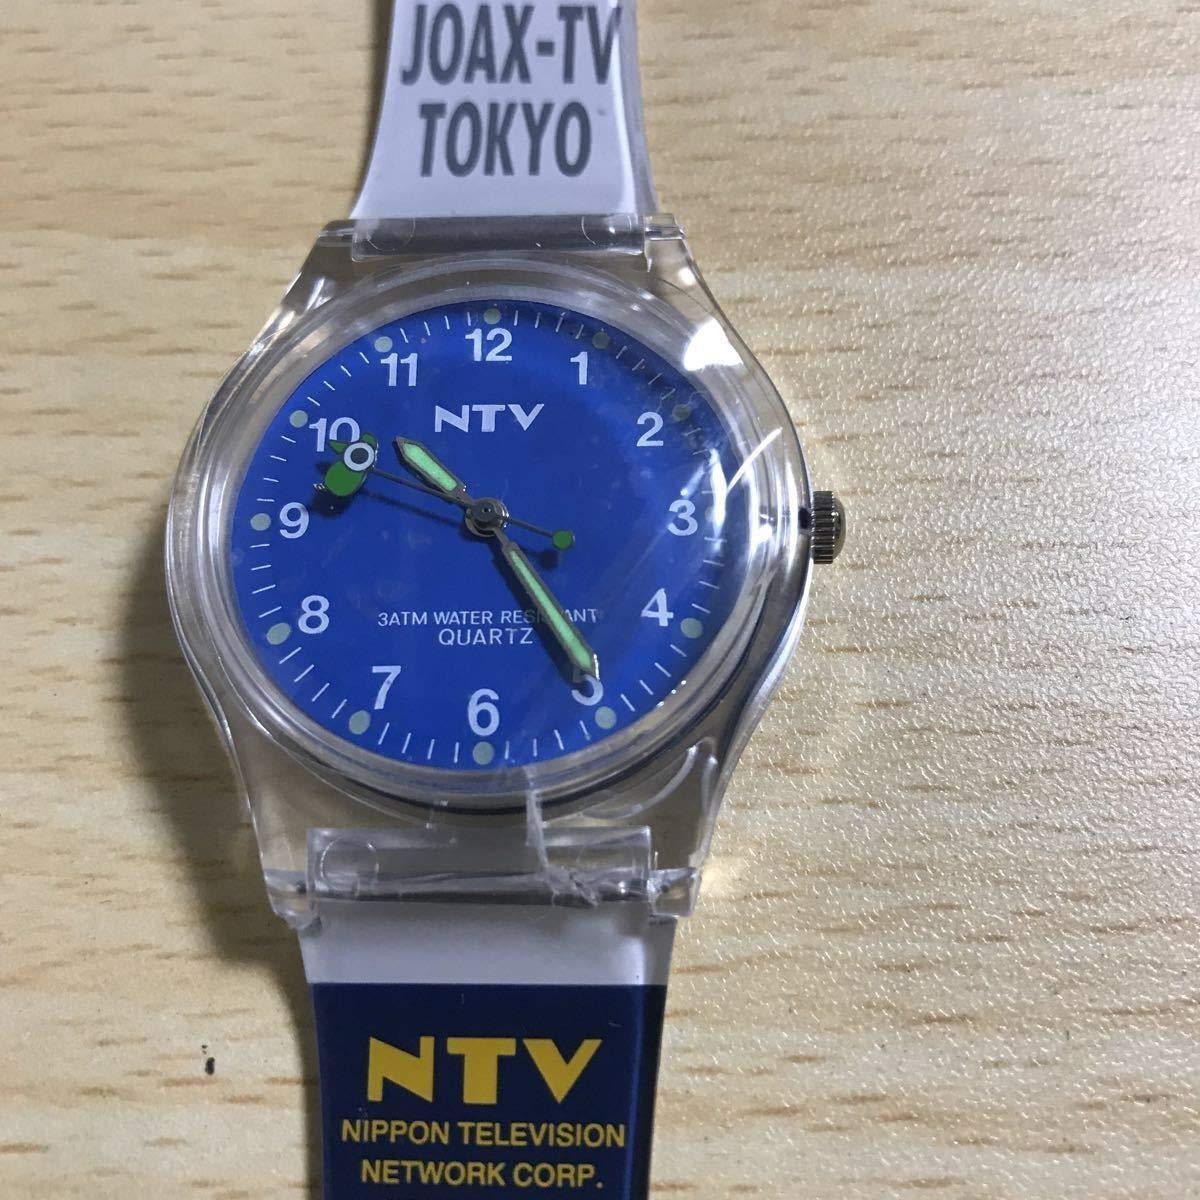 JOAX-TV
TOKYO
12
11
1
NTV
10
2
9
3
8
4
3ATM WATER RESISTANT
QUARTZ
7
5
6
NTV
NIPPON TELEVISION
NETWORK CORP.